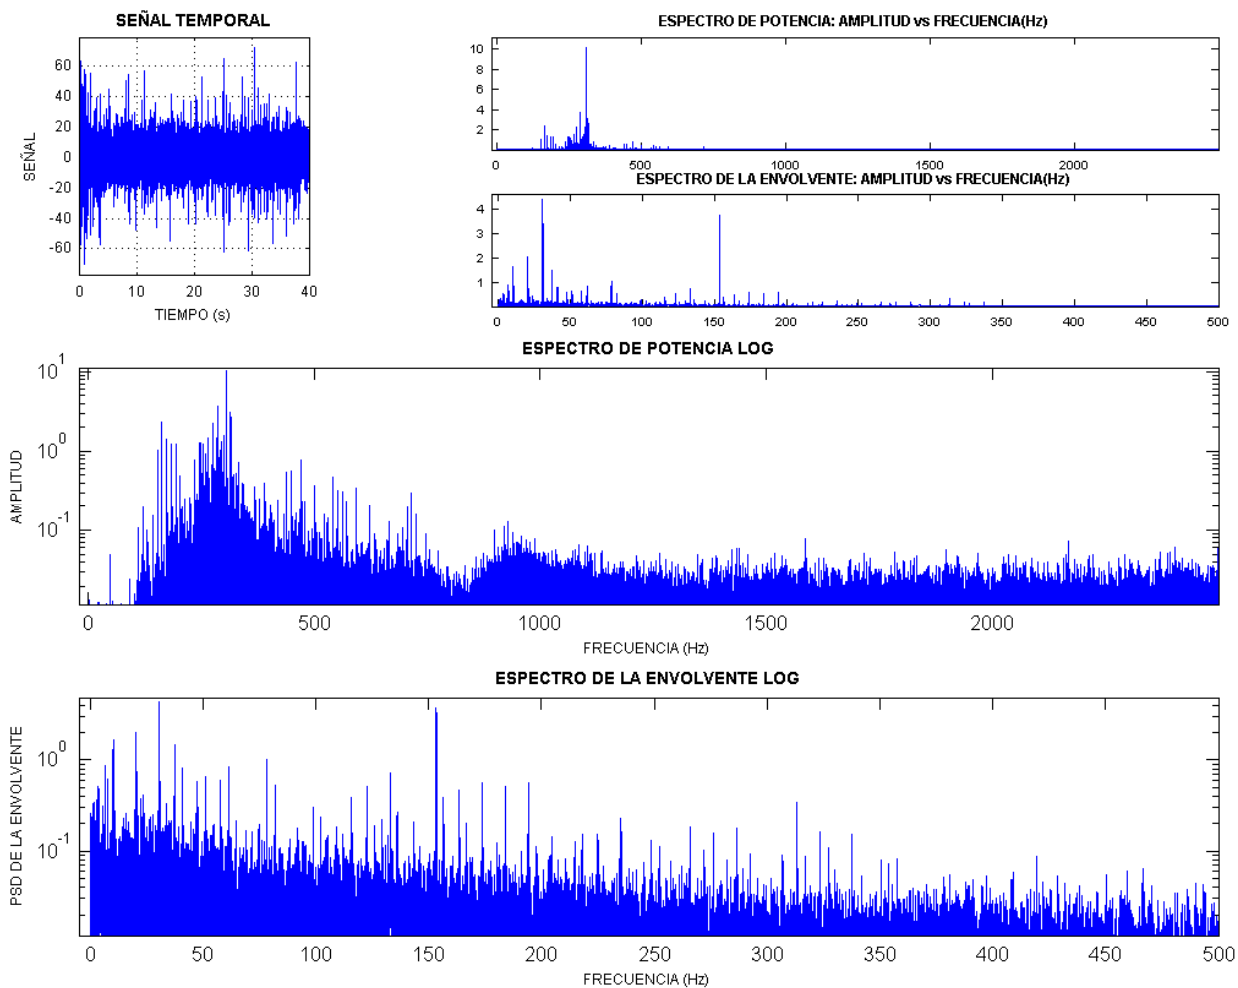 SEÑAL TEMPORAL
60
40
20
0
-20
-40
-60
SEÑAL
0 10 20 30 40
TIEMPO (s)
ESPECTRO DE POTENCIA: AMPLITUD vs FRECUENCIA(Hz)
10
8
6
4
2
0 500 1000 1500 2000
ESPECTRO DE LA ENVOLVENTE: AMPLITUD vs FRECUENCIA(Hz)
4
3
2
1
0 50 100 150 200 250 300 350 400 450 500
ESPECTRO DE POTENCIA LOG
10^1
10^0
10^-1
AMPLITUD
0 500 1000 1500 2000
FRECUENCIA (Hz)
ESPECTRO DE LA ENVOLVENTE LOG
10^0
10^-1
PSD DE LA ENVOLVENTE
0 50 100 150 200 250 300 350 400 450 500
FRECUENCIA (Hz)